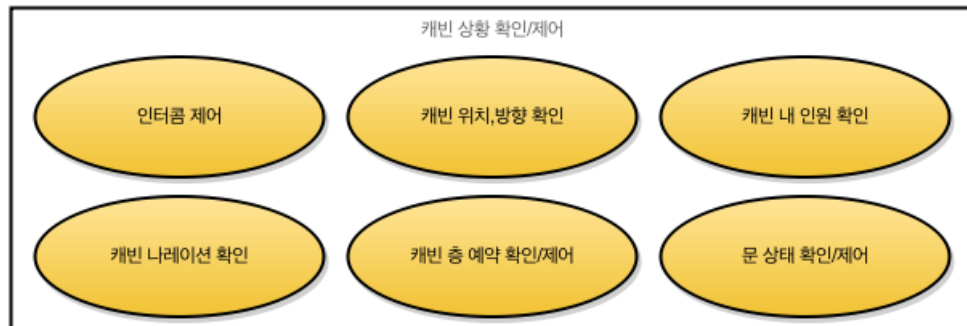 캐빈 상황 확인/제어
인터콤 제어
캐빈 위치,방향 확인
캐빈 내 인원 확인
캐빈 나레이션 확인
캐빈 층 예약 확인/제어
문 상태 확인/제어